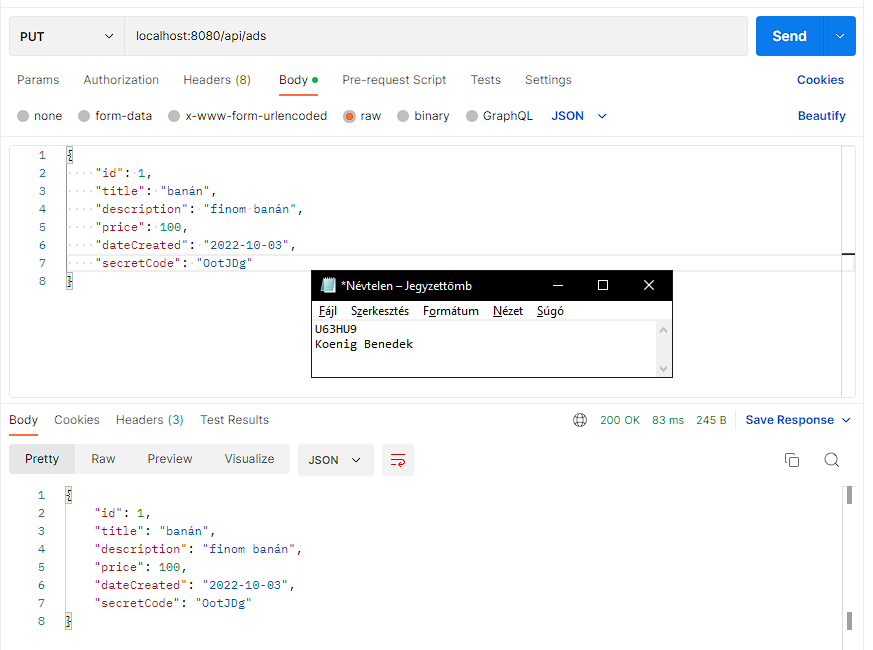 PUT localhost:8080/api/ads Send
Params Authorization Headers (8) Body Pre-request Script Tests Settings Cookies
none form-data x-www-form-urlencoded raw binary GraphQL JSON Beautify
1 {
2 "id": 1,
3 "title": "banán",
4 "description": "finom banán",
5 "price": 100,
6 "dateCreated": "2022-10-03",
7 "secretCode": "OotJDg"
8 }
*Névtelen – Jegyzettömb
Fájl Szerkesztés Formátum Nézet Súgó
U63HU9
Koenig Benedek
Body Cookies Headers (3) Test Results 200 OK 83 ms 245 B Save Response
Pretty Raw Preview Visualize JSON
1 {
2 "id": 1,
3 "title": "banán",
4 "description": "finom banán",
5 "price": 100,
6 "dateCreated": "2022-10-03",
7 "secretCode": "OotJDg"
8 }